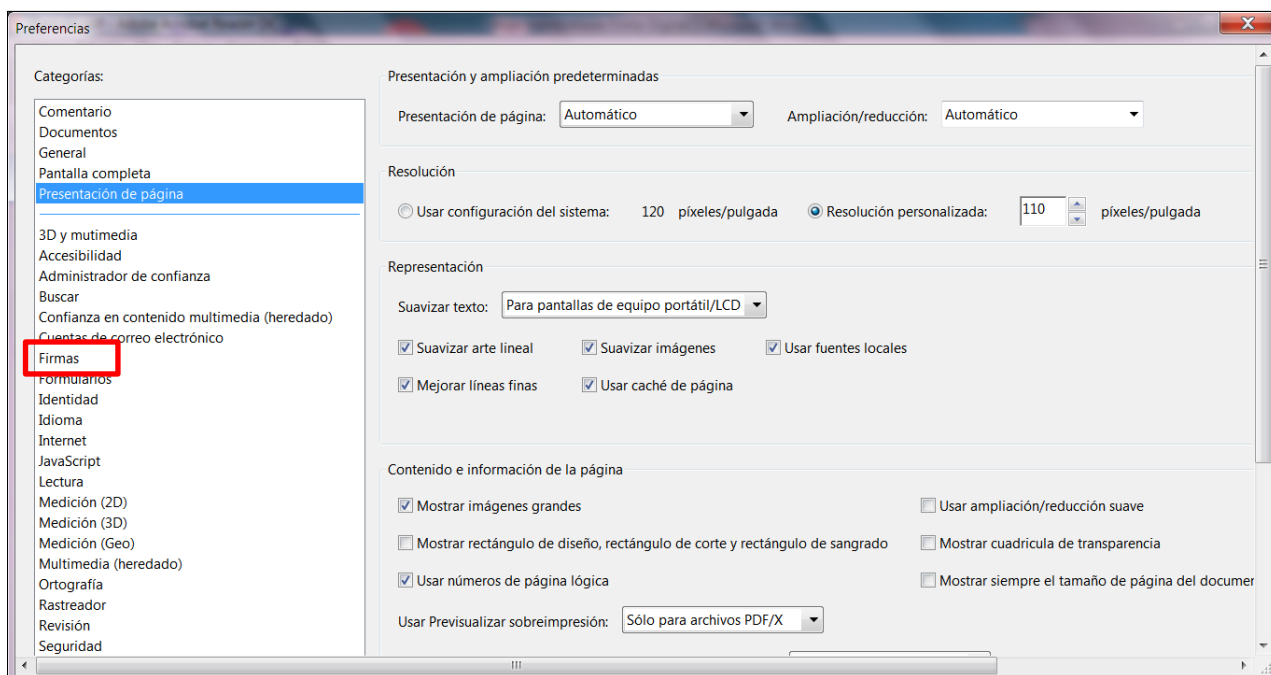 Preferencias
Categorías:
Comentario
Documentos
General
Pantalla completa
Presentación de página
3D y mutimedia
Accesibilidad
Administrador de confianza
Buscar
Confianza en contenido multimedia (heredado)
Cuentas de correo electrónico
Firmas
Formularios
Identidad
Idioma
Internet
JavaScript
Lectura
Medición (2D)
Medición (3D)
Medición (Geo)
Multimedia (heredado)
Ortografía
Rastreador
Revisión
Seguridad
Presentación y ampliación predeterminadas
Presentación de página: Automático Ampliación/reducción: Automático
Resolución
Usar configuración del sistema: 120 píxeles/pulgada Resolución personalizada: 110 píxeles/pulgada
Representación
Suavizar texto: Para pantallas de equipo portátil/LCD
Suavizar arte lineal Suavizar imágenes Usar fuentes locales
Mejorar líneas finas Usar caché de página
Contenido e información de la página
Mostrar imágenes grandes Usar ampliación/reducción suave
Mostrar rectángulo de diseño, rectángulo de corte y rectángulo de sangrado Mostrar cuadricula de transparencia
Usar números de página lógica Mostrar siempre el tamaño de página del documer
Usar Previsualizar sobreimpresión: Sólo para archivos PDF/X